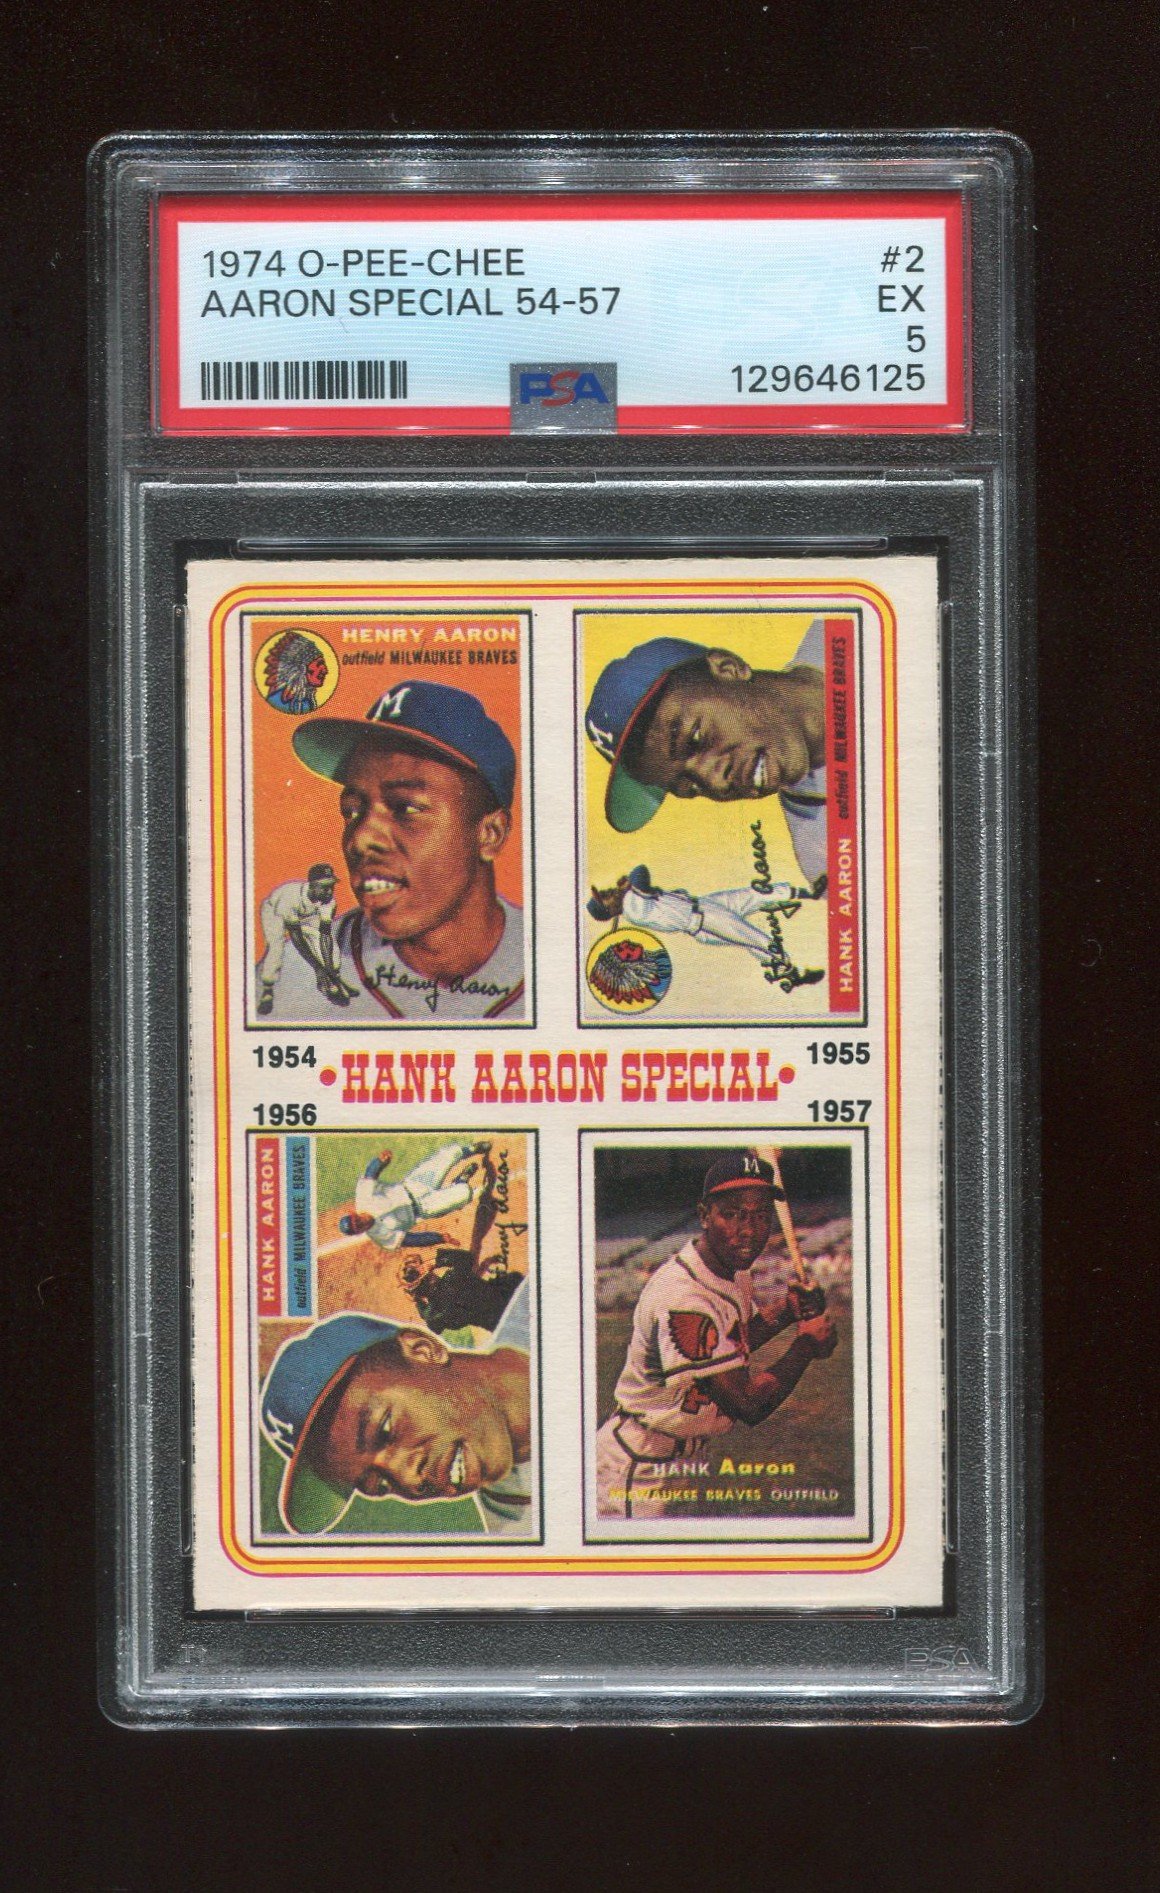 1974 O-PEE-CHEE
#2
AARON SPECIAL 54-57
EX
5
PSA
129646125
HENRY AARON
outfield MILWAUKEE BRAVES
M
Henry Aaron
M
HANK AARON
outfield MILWAUKEE BRAVES
Henry Aaron
1954
1955
•HANK AARON SPECIAL•
1956
1957
HANK AARON
outfield MILWAUKEE BRAVES
Henry Aaron
M
M
HANK Aaron
MILWAUKEE BRAVES OUTFIELD
PSA